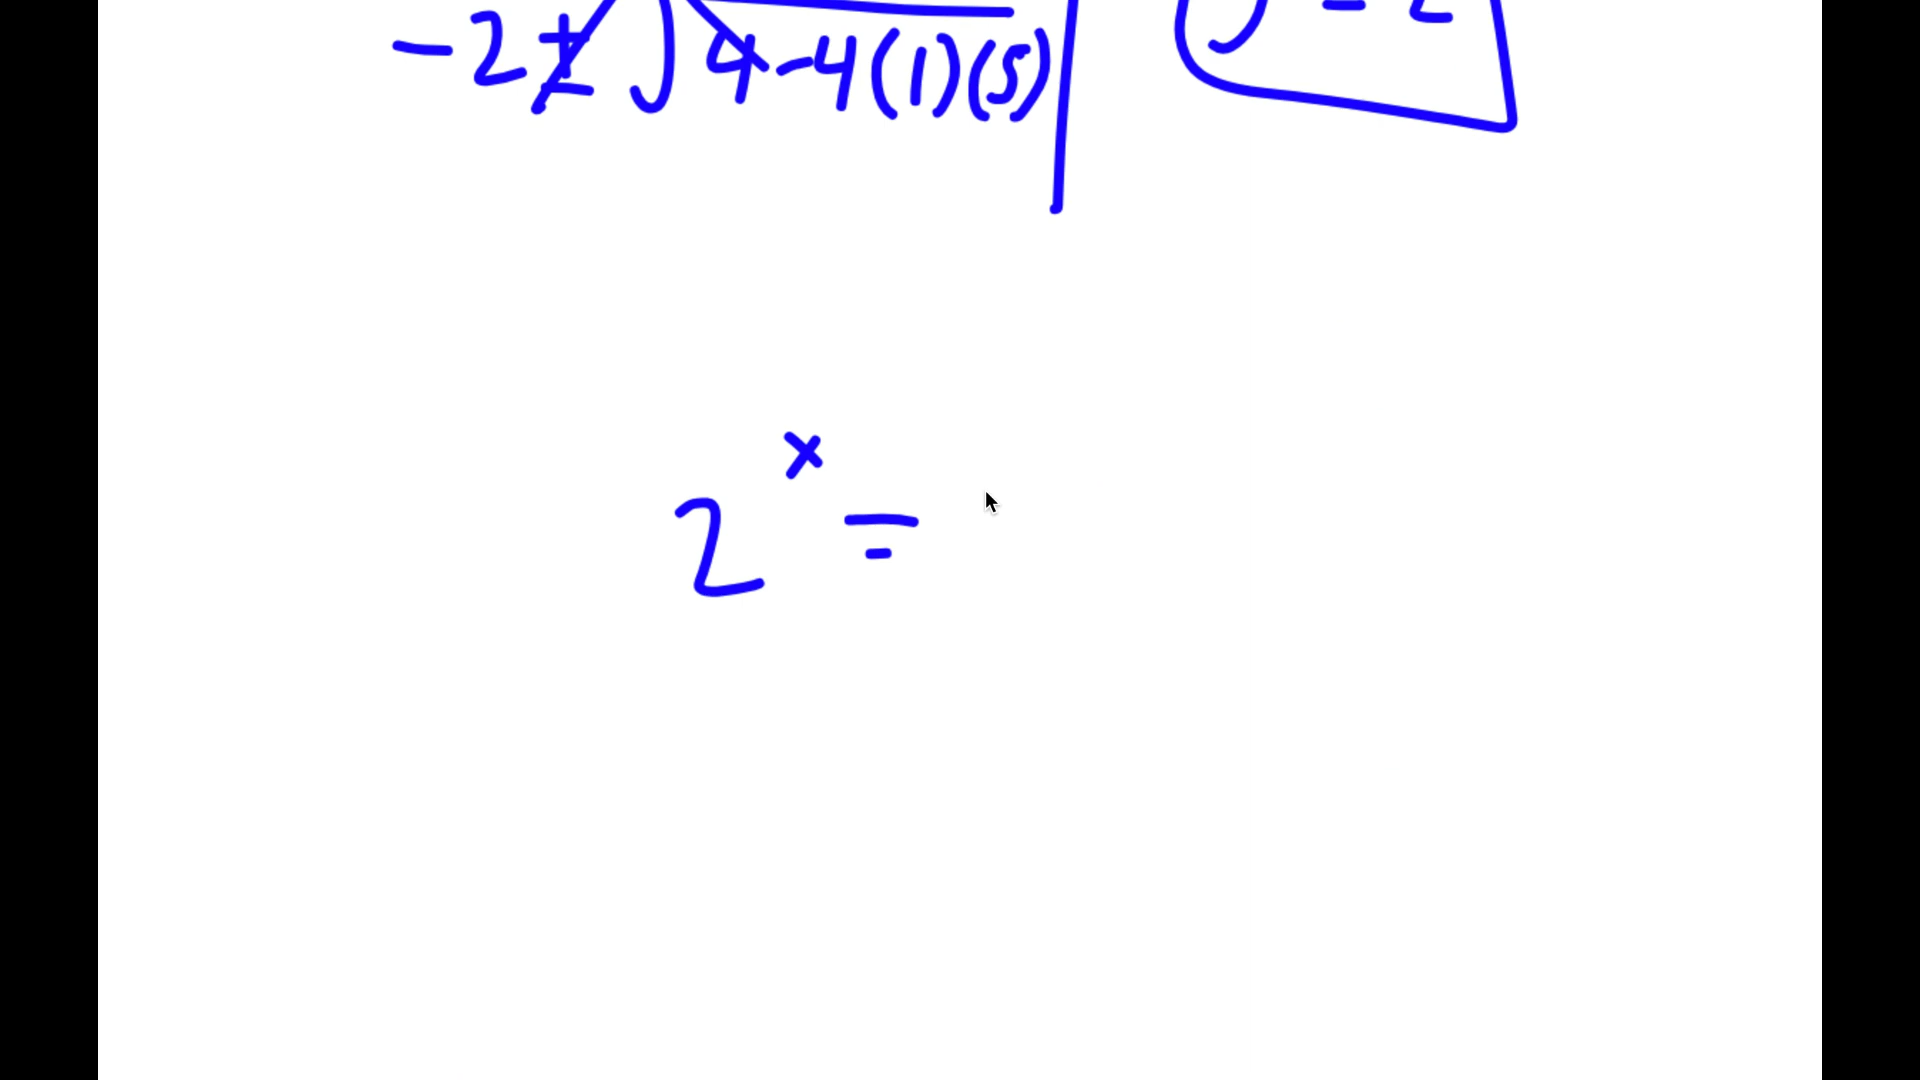 -2 ± √4-4(1)(5)
2^x =